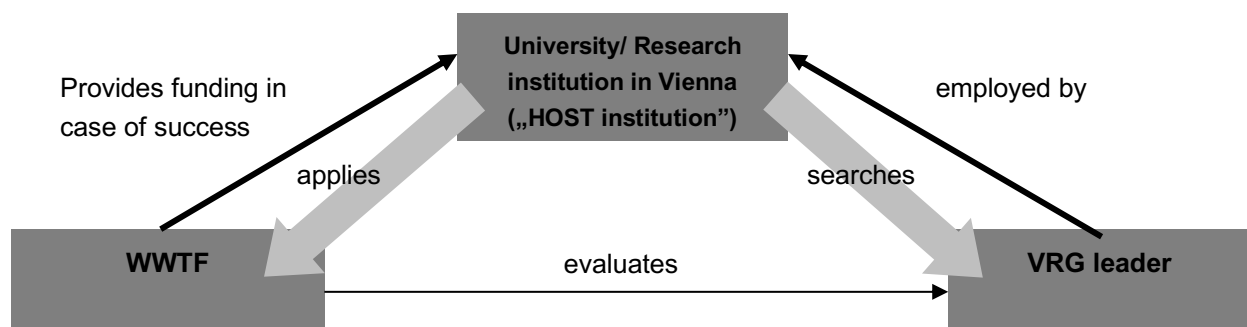 University/ Research
institution in Vienna
(„HOST institution”)
Provides funding in
case of success
employed by
applies
searches
WWTF
evaluates
VRG leader